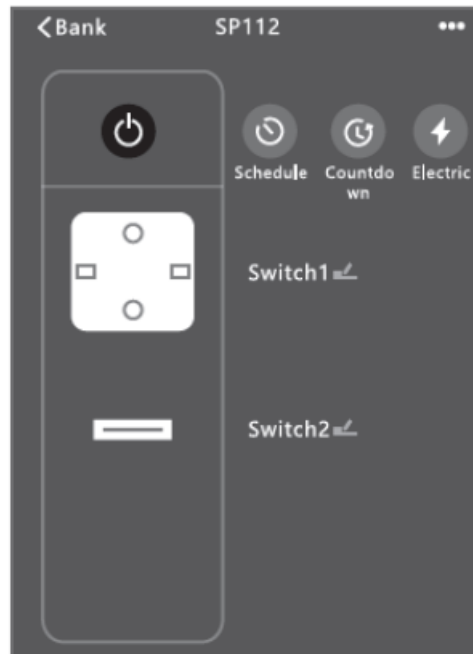 Bank SP112 •••
Schedule Countdo Electric
wn
Switch1
Switch2